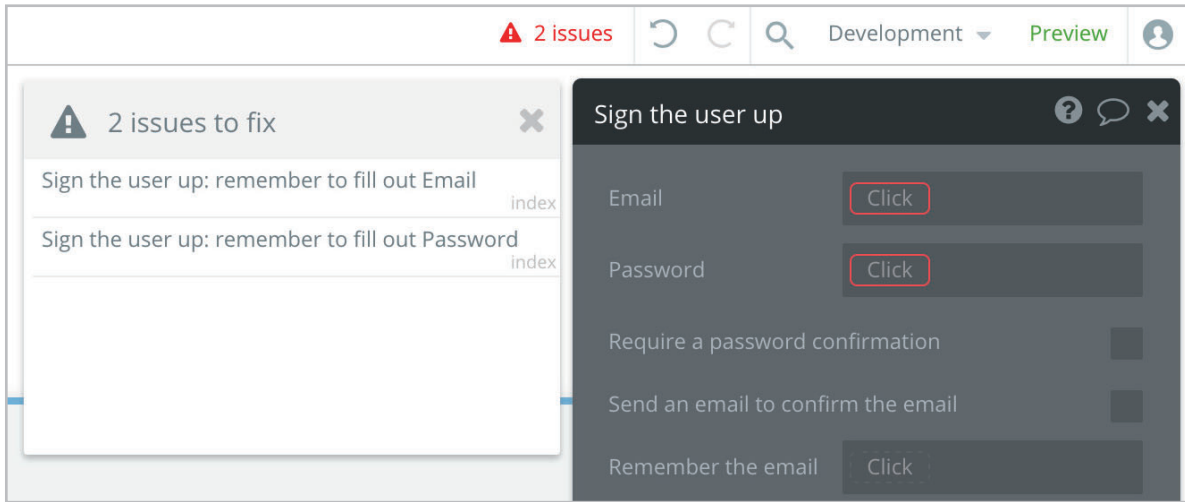 2 issues
Development
Preview
2 issues to fix
Sign the user up: remember to fill out Email
index
Sign the user up: remember to fill out Password
index
Sign the user up
Email
Click
Password
Click
Require a password confirmation
Send an email to confirm the email
Remember the email
Click